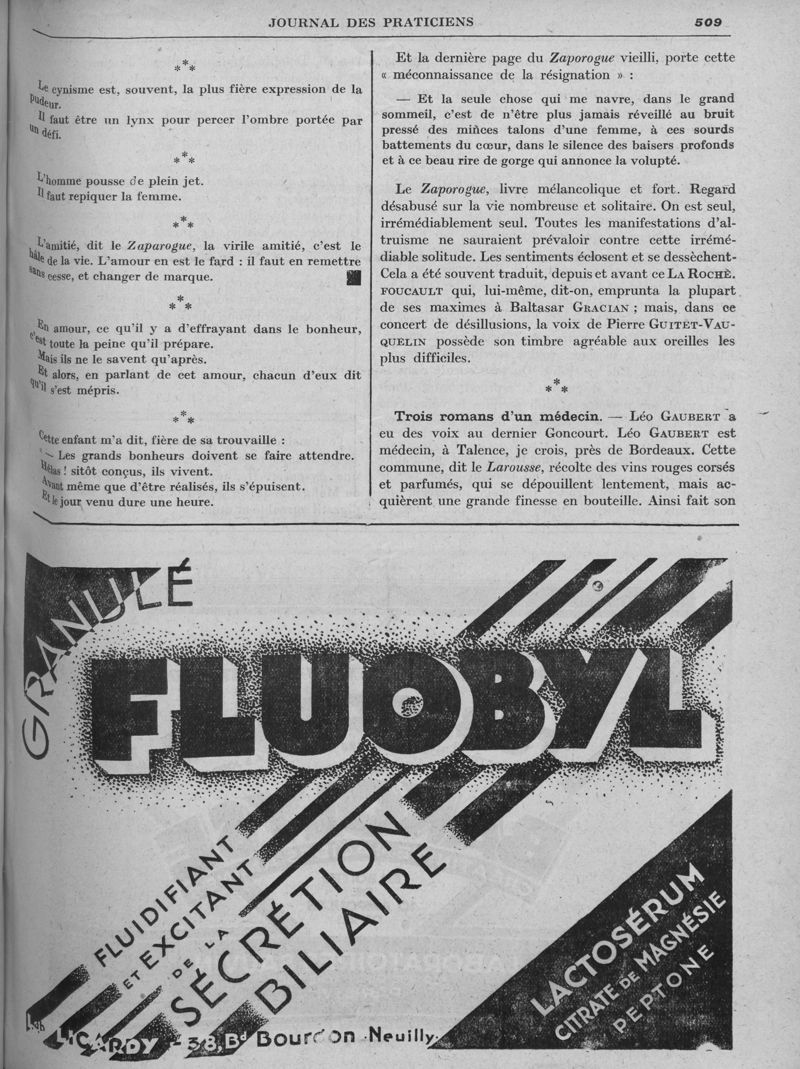 JOURNAL DES PRATICIENS 509
***
Le cynisme est, souvent, la plus fière expression de la
pudeur.
Il faut être un lynx pour percer l'ombre portée par
un défi.
***
L'homme pousse de plein jet.
Il faut repiquer la femme.
***
L'amitié, dit le Zaparogue, la virile amitié, c'est le
hâle de la vie. L'amour en est le fard : il faut en remettre
sans cesse, et changer de marque.
***
En amour, ce qu'il y a d'effrayant dans le bonheur,
c'est toute la peine qu'il prépare.
Mais ils ne le savent qu'après.
Et alors, en parlant de cet amour, chacun d'eux dit
qu'il s'est mépris.
***
Cette enfant m'a dit, fière de sa trouvaille :
— Les grands bonheurs doivent se faire attendre.
Hélas ! sitôt conçus, ils vivent.
Avant même que d'être réalisés, ils s'épuisent.
Et le jour venu dure une heure.
Et la dernière page du Zaporogue vieilli, porte cette
« méconnaissance de la résignation » :
— Et la seule chose qui me navre, dans le grand
sommeil, c'est de n'être plus jamais réveillé au bruit
pressé des minces talons d'une femme, à ces sourds
battements du cœur, dans le silence des baisers profonds
et à ce beau rire de gorge qui annonce la volupté.
Le Zaporogue, livre mélancolique et fort. Regard
désabusé sur la vie nombreuse et solitaire. On est seul,
irrémédiablement seul. Toutes les manifestations d'al-
truisme ne sauraient prévaloir contre cette irrémé-
diable solitude. Les sentiments éclosent et se dessèchent-
Cela a été souvent traduit, depuis et avant ce LA ROCHE.
FOUCAULT qui, lui-même, dit-on, emprunta la plupart
de ses maximes à Baltasar GRACIAN ; mais, dans ce
concert de désillusions, la voix de Pierre GUITET-VAU-
QUELIN possède son timbre agréable aux oreilles les
plus difficiles.
***
Trois romans d'un médecin. — Léo GAUBERT a
eu des voix au dernier Goncourt. Léo GAUBERT est
médecin, à Talence, je crois, près de Bordeaux. Cette
commune, dit le Larousse, récolte des vins rouges corsés
et parfumés, qui se dépouillent lentement, mais ac-
quièrent une grande finesse en bouteille. Ainsi fait son
GRANULÉ
FLUOBYL
FLUIDIFIANT
ET EXCITANT
DE LA
SÉCRÉTION
BILIAIRE
LACTOSÉRUM
CITRATE DE MAGNÉSIE
PEPTONE
LICARDY - 38, Bd Bourdon - Neuilly.